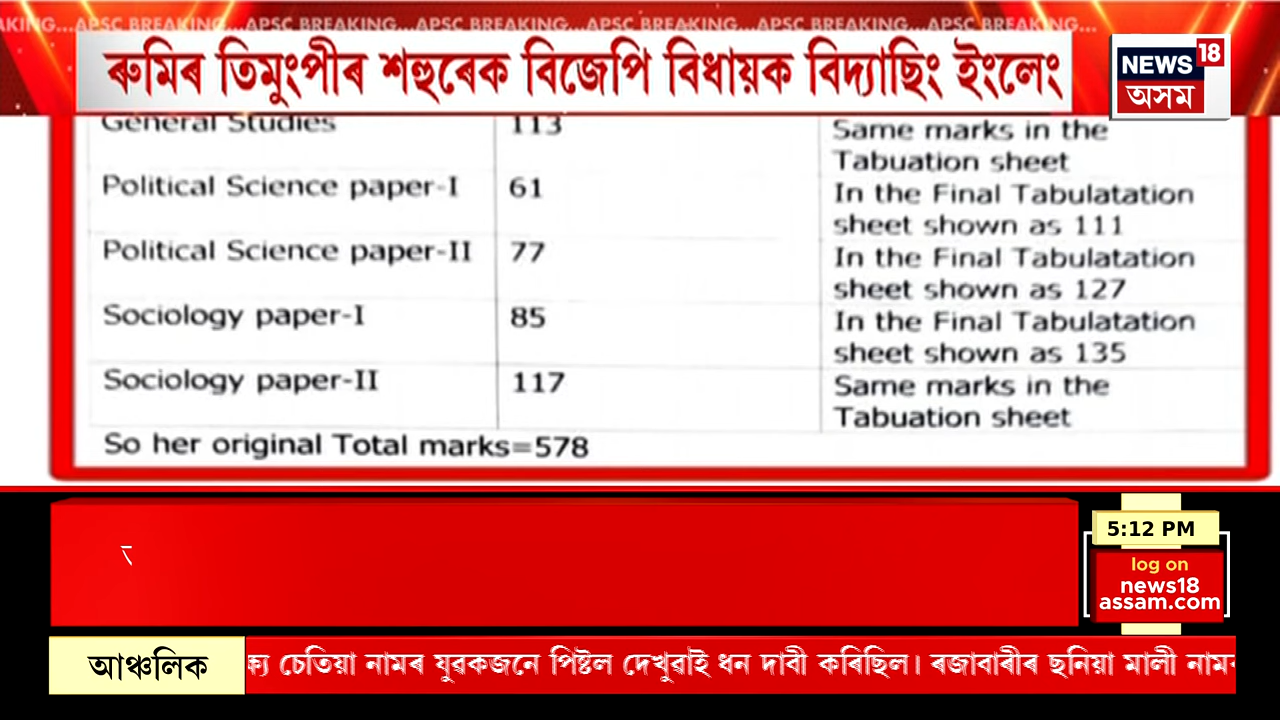 AKING...APSC BREAKING...APSC BREAKING...APSC BREAKING...APSC BREAKING...APSC BREAKING...APSC BREAKING...
ৰুমিৰ তিমুংপীৰ শহুৰেক বিজেপি বিধায়ক বিদ্যাছিং ইংলেং
NEWS 18
অসম
General Studies 113 Same marks in the
Tabuation sheet
Political Science paper-I 61 In the Final Tabulatation
sheet shown as 111
Political Science paper-II 77 In the Final Tabulatation
sheet shown as 127
Sociology paper-I 85 In the Final Tabulatation
sheet shown as 135
Sociology paper-II 117 Same marks in the
Tabuation sheet
So her original Total marks=578
5:12 PM
log on
news18
assam.com
আঞ্চলিক
চেতিয়া নামৰ যুৱকজনে পিষ্টল দেখুৱাই ধন দাবী কৰিছিল। ৰজাবাৰীৰ ছনিয়া মালী নামৰ